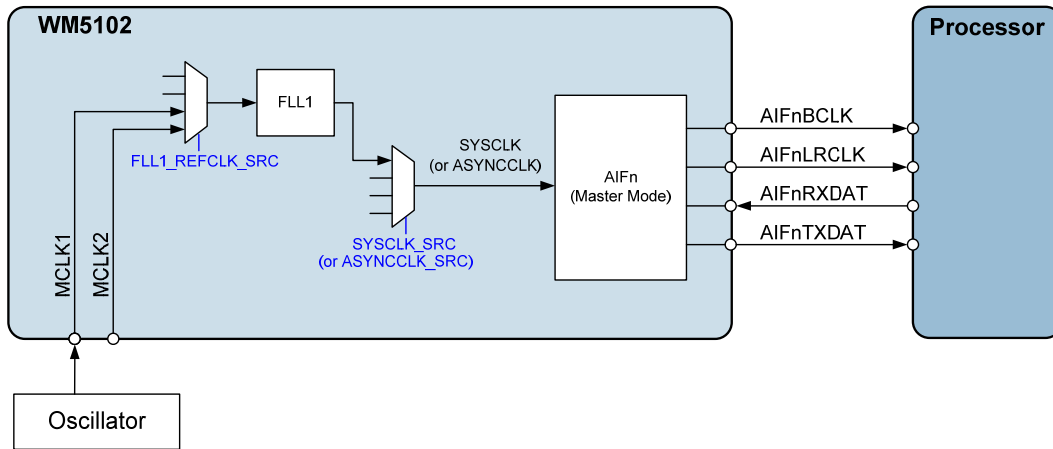 WM5102
Processor
FLL1
FLL1_REFCLK_SRC
SYSCLK
(or ASYNCCLK)
SYSCLK_SRC
(or ASYNCCLK_SRC)
AIFn
(Master Mode)
AIFnBCLK
AIFnLRCLK
AIFnRXDAT
AIFnTXDAT
MCLK1
MCLK2
Oscillator